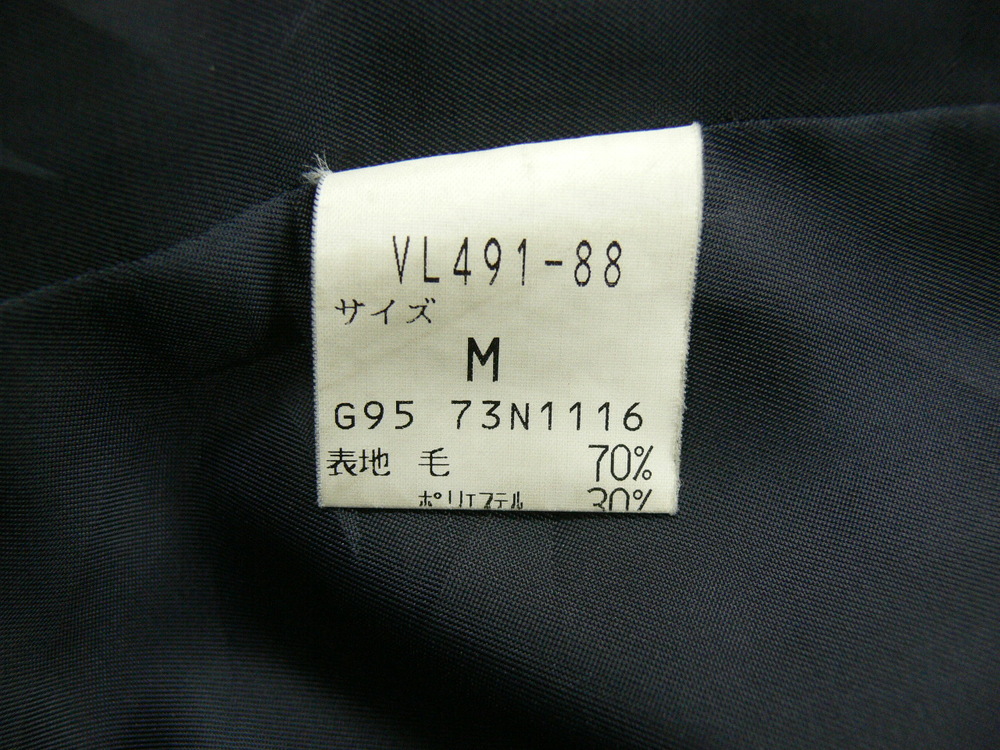 VL491-88
サイズ
M
G95 73N1116
表地 毛 70%
ポリエステル 30%